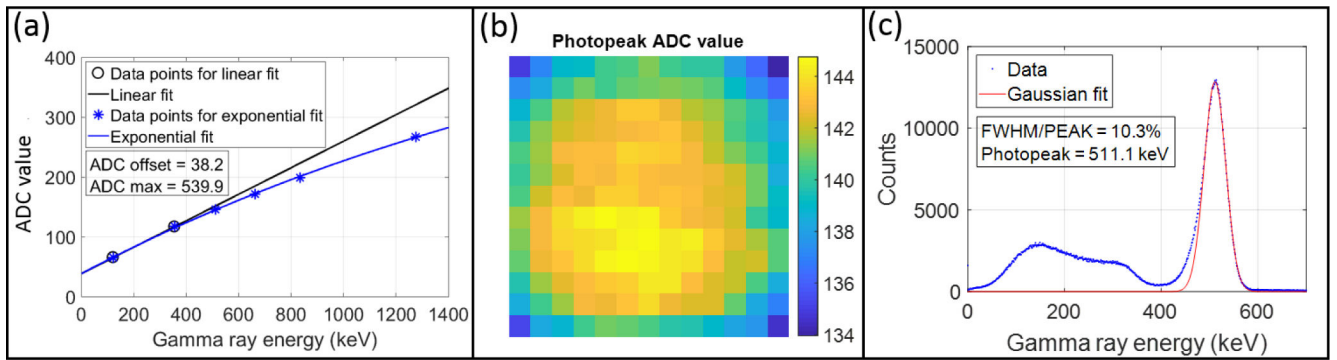 (a)
400
300
200
100
0
ADC value
Data points for linear fit
Linear fit
Data points for exponential fit
Exponential fit
ADC offset = 38.2
ADC max = 539.9
0 200 400 600 800 1000 1200 1400
Gamma ray energy (keV)
(b)
Photopeak ADC value
144
142
140
138
136
134
(c)
15000
10000
5000
0
Counts
Data
Gaussian fit
FWHM/PEAK = 10.3%
Photopeak = 511.1 keV
0 200 400 600
Gamma ray energy (keV)